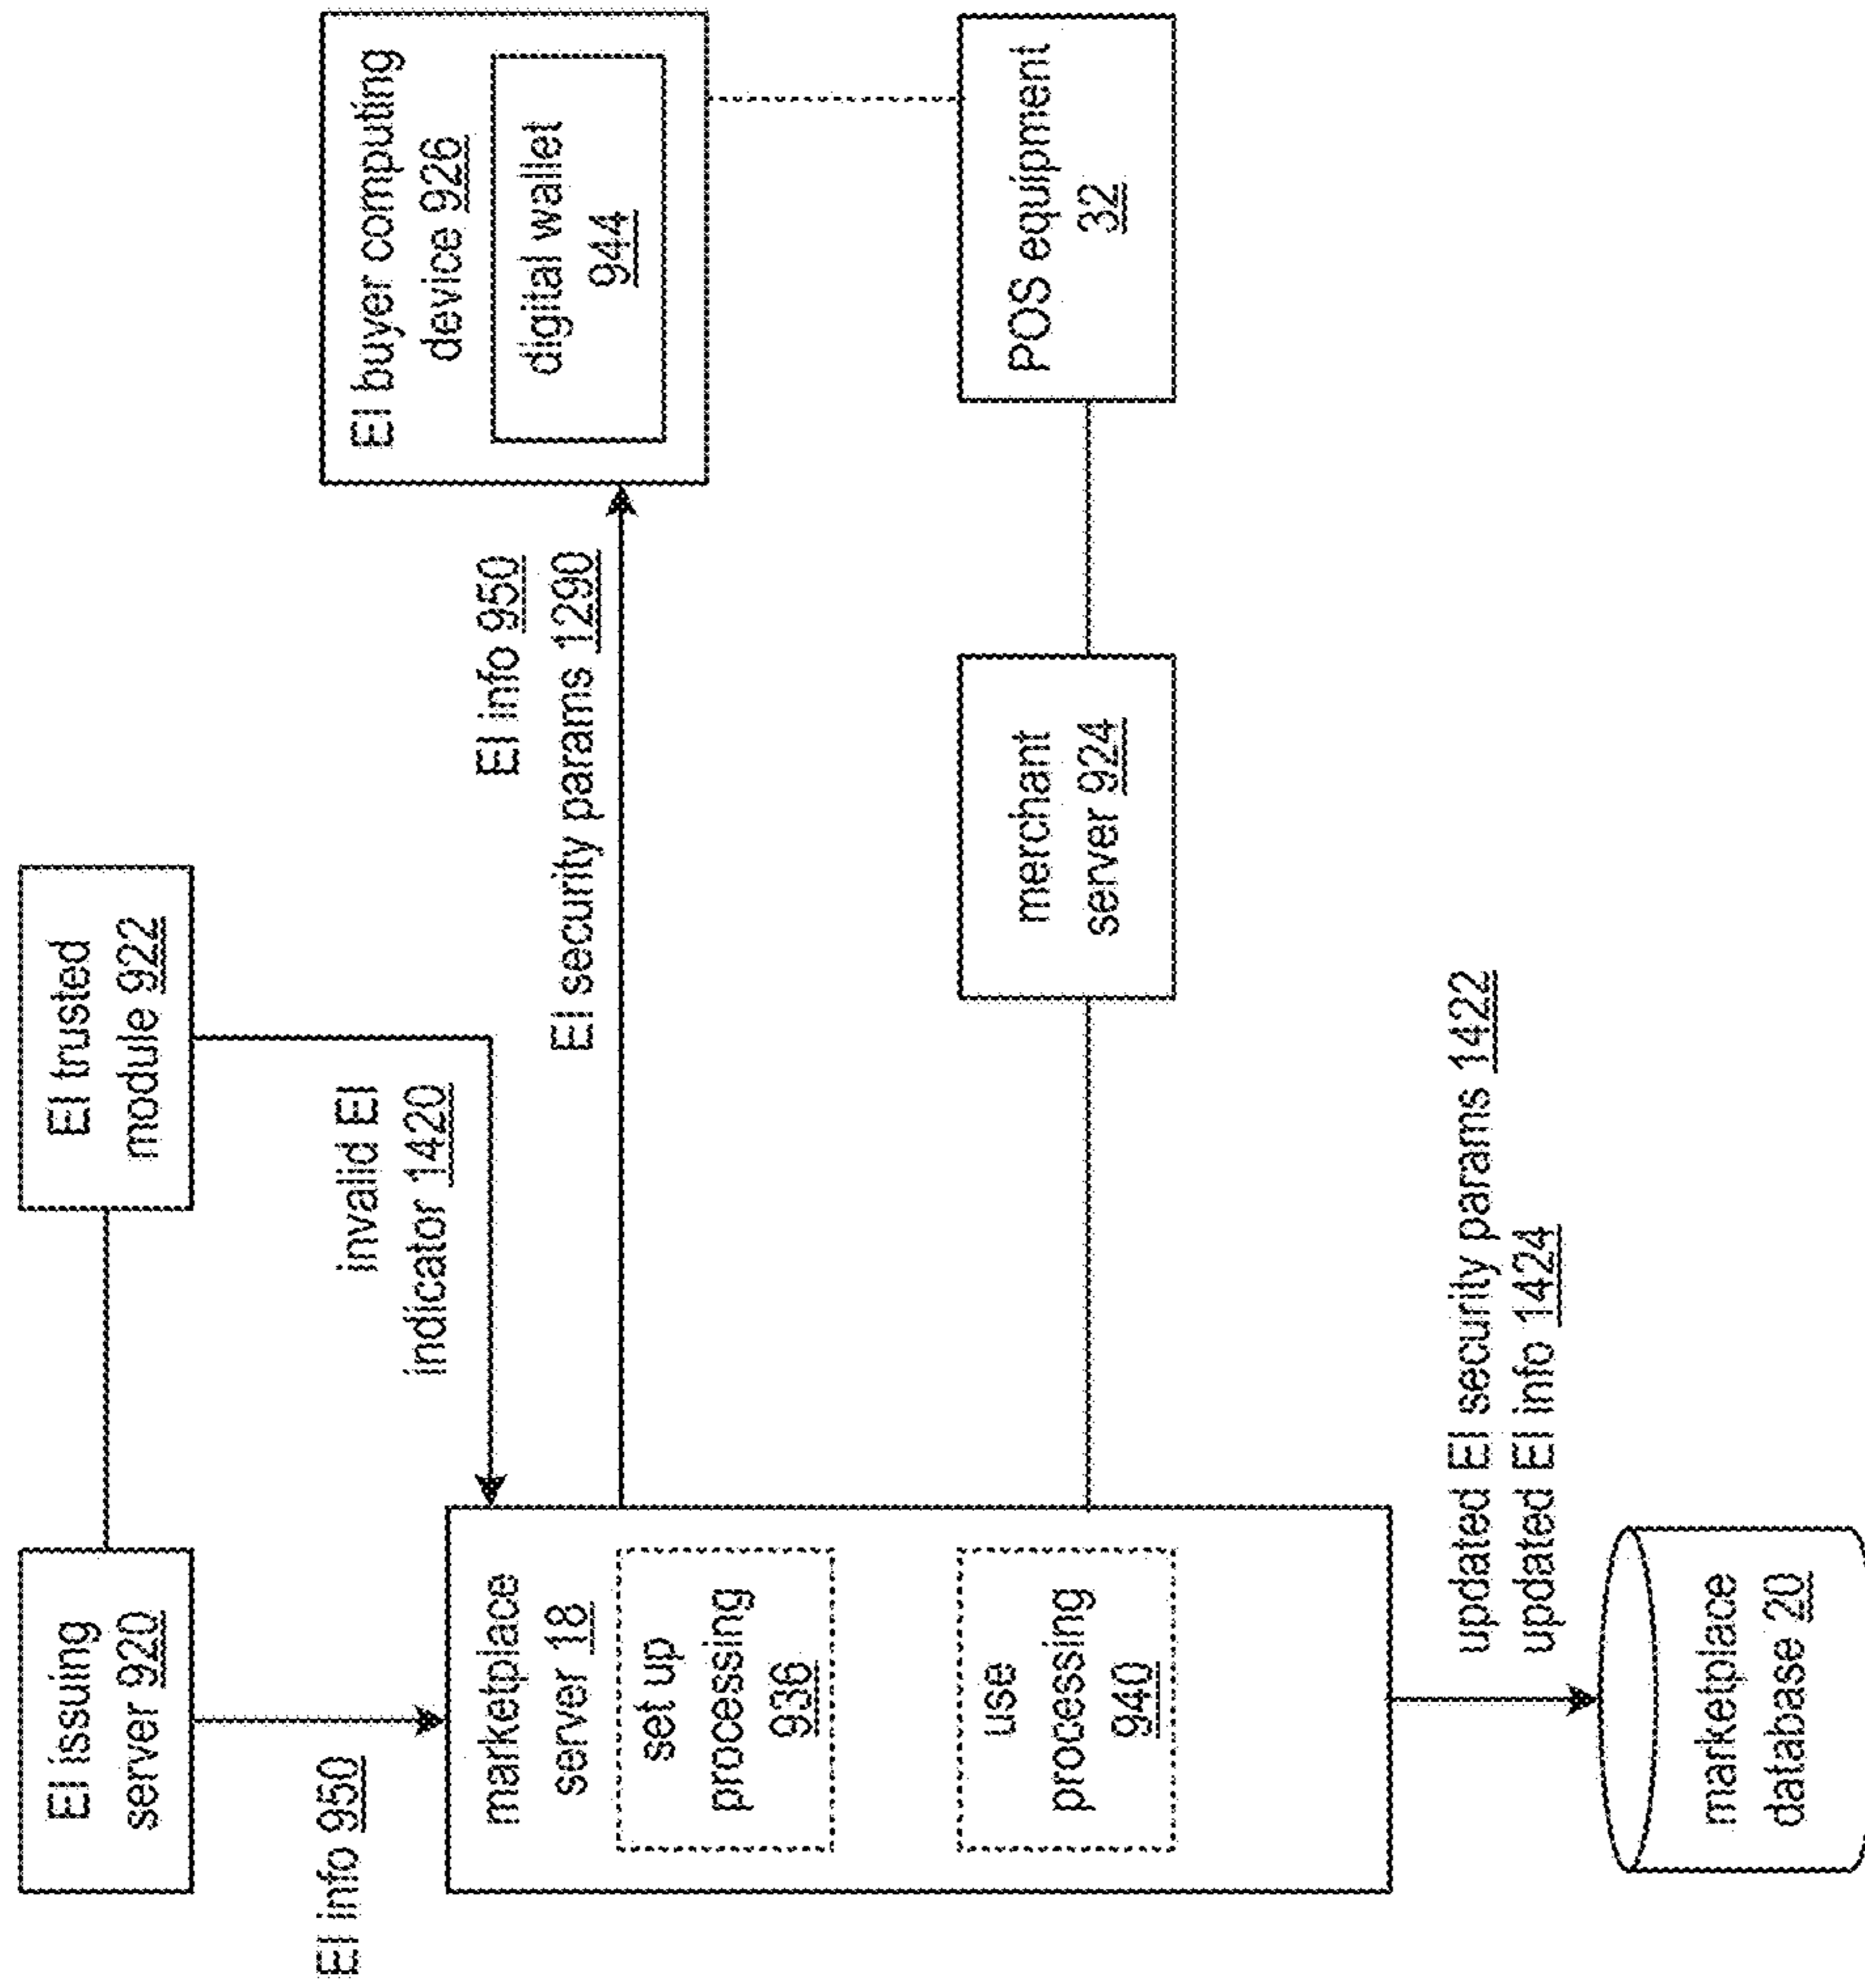 EI issuing
server 920
EI trusted
module 922
EI info 950
invalid EI
indicator 1420
EI buyer computing
device 926
digital wallet
944
EI info 950
EI security params 1290
marketplace
server 18
set up
processing
936
use
processing
940
merchant
server 924
POS equipment
32
updated EI security params 1422
updated EI info 1424
marketplace
database 20